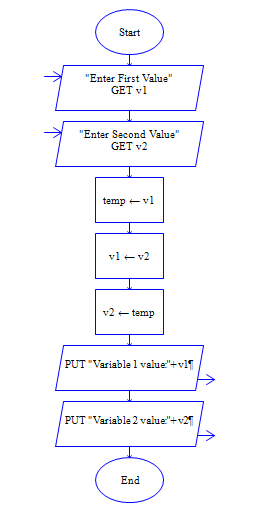 Start
"Enter First Value"
GET v1
"Enter Second Value"
GET v2
temp ← v1
v1 ← v2
v2 ← temp
PUT "Variable 1 value:"+v1¶
PUT "Variable 2 value:"+v2¶
End